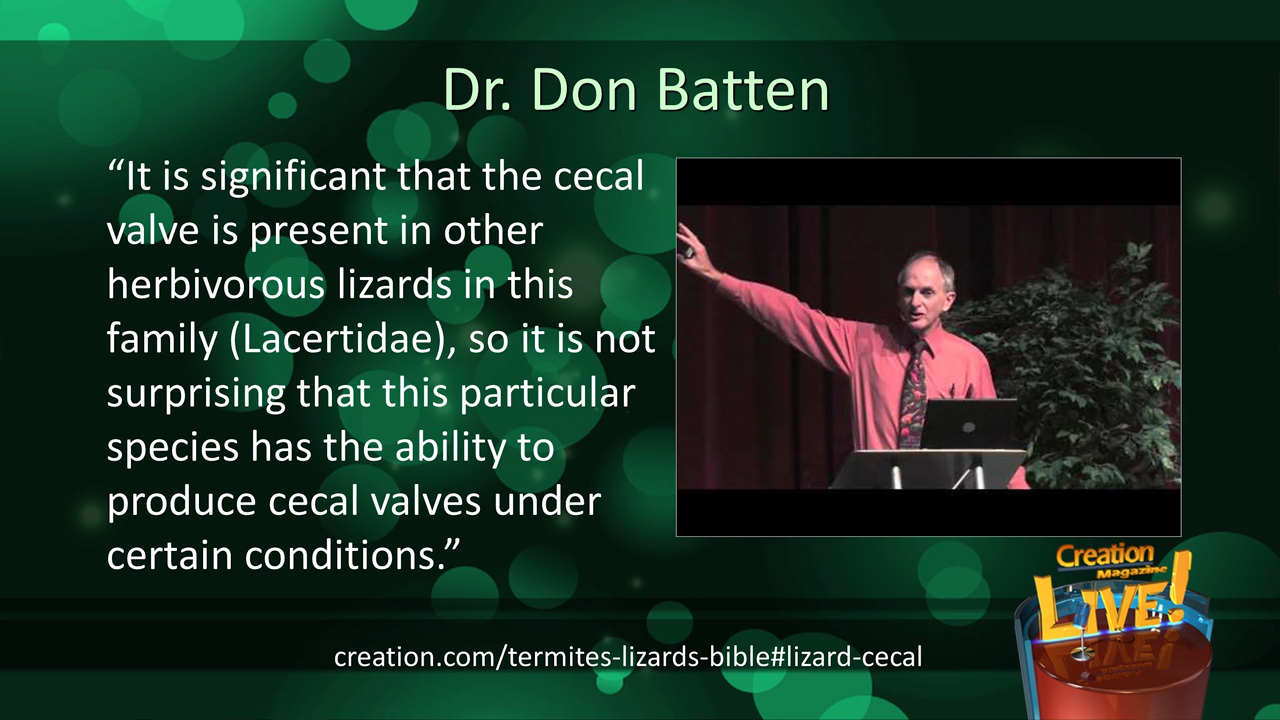 Dr. Don Batten
“It is significant that the cecal
valve is present in other
herbivorous lizards in this
family (Lacertidae), so it is not
surprising that this particular
species has the ability to
produce cecal valves under
certain conditions.”
Creation
Magazine
LIVE!
creation.com/termites-lizards-bible#lizard-cecal